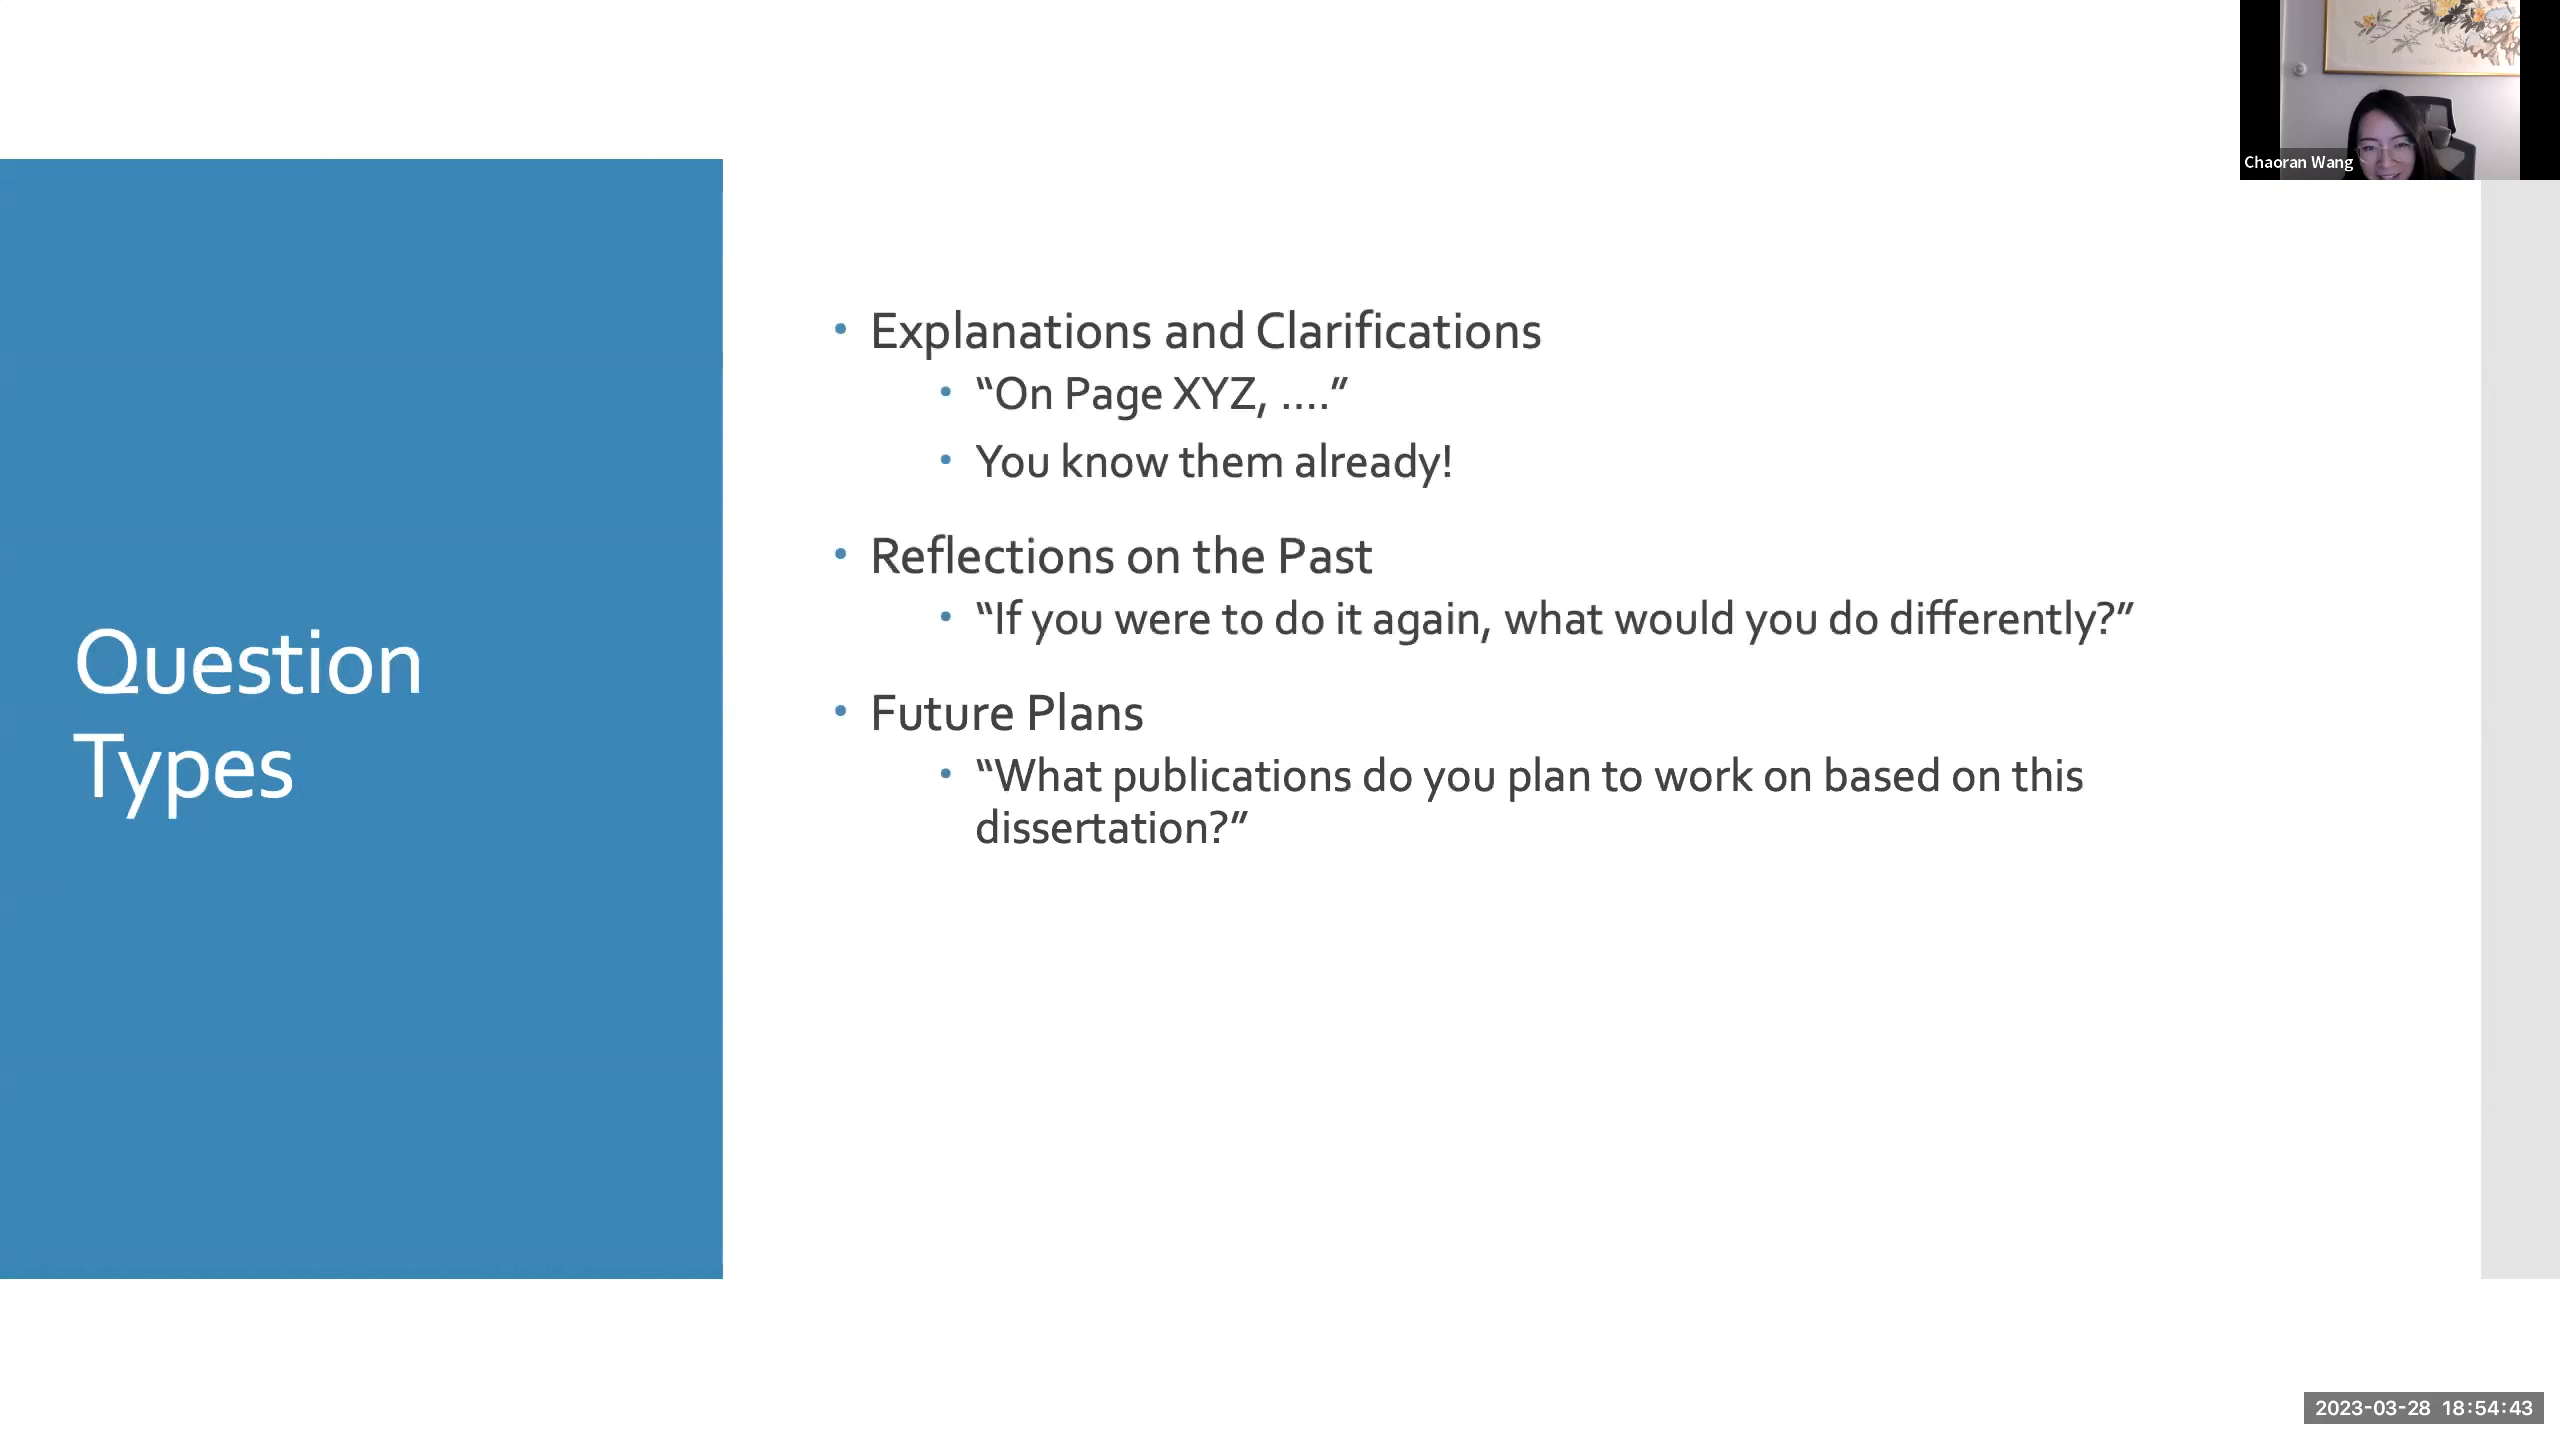 Chaoran Wang
Question
Types
• Explanations and Clarifications
• “On Page XYZ, ....”
• You know them already!
• Reflections on the Past
• “If you were to do it again, what would you do differently?”
• Future Plans
• “What publications do you plan to work on based on this
dissertation?”
2023-03-28 18:54:43